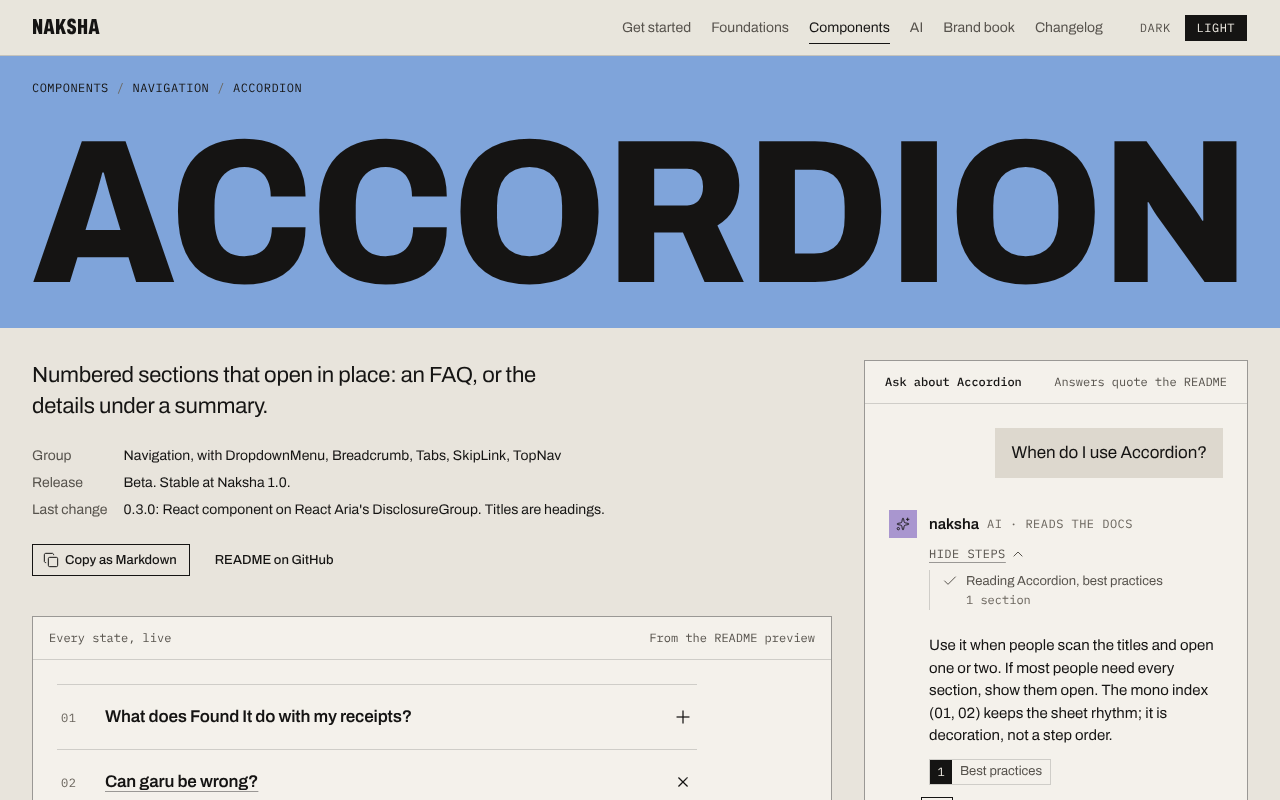 NAKSHA
Get started
Foundations
Components
AI
Brand book
Changelog
DARK
LIGHT
COMPONENTS / NAVIGATION / ACCORDION
ACCORDION
Numbered sections that open in place: an FAQ, or the
details under a summary.
Group Navigation, with DropdownMenu, Breadcrumb, Tabs, SkipLink, TopNav
Release Beta. Stable at Naksha 1.0.
Last change 0.3.0: React component on React Aria's DisclosureGroup. Titles are headings.
Copy as Markdown
README on GitHub
Every state, live
From the README preview
01 What does Found It do with my receipts?
02 Can garu be wrong?
Ask about Accordion
Answers quote the README
When do I use Accordion?
naksha AI · READS THE DOCS
HIDE STEPS
Reading Accordion, best practices
1 section
Use it when people scan the titles and open
one or two. If most people need every
section, show them open. The mono index
(01, 02) keeps the sheet rhythm; it is
decoration, not a step order.
1 Best practices